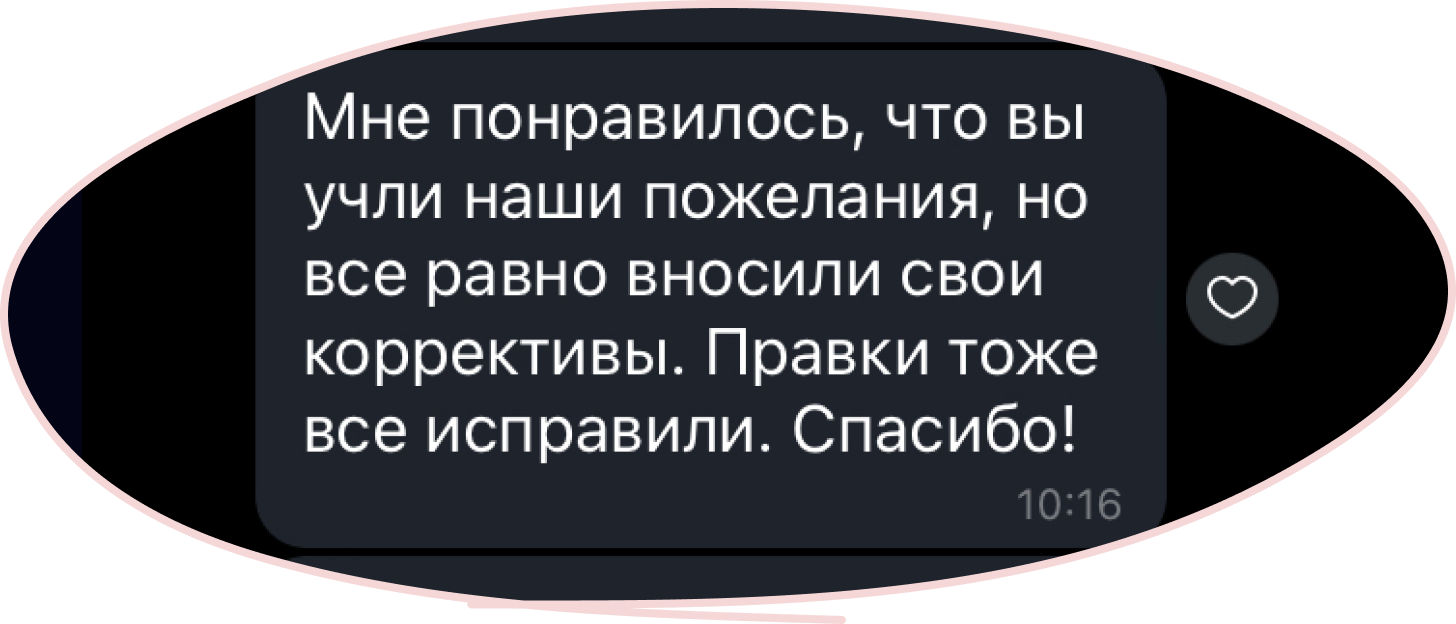 Мне понравилось, что вы
учли наши пожелания, но
все равно вносили свои
коррективы. Правки тоже
все исправили. Спасибо!
10:16